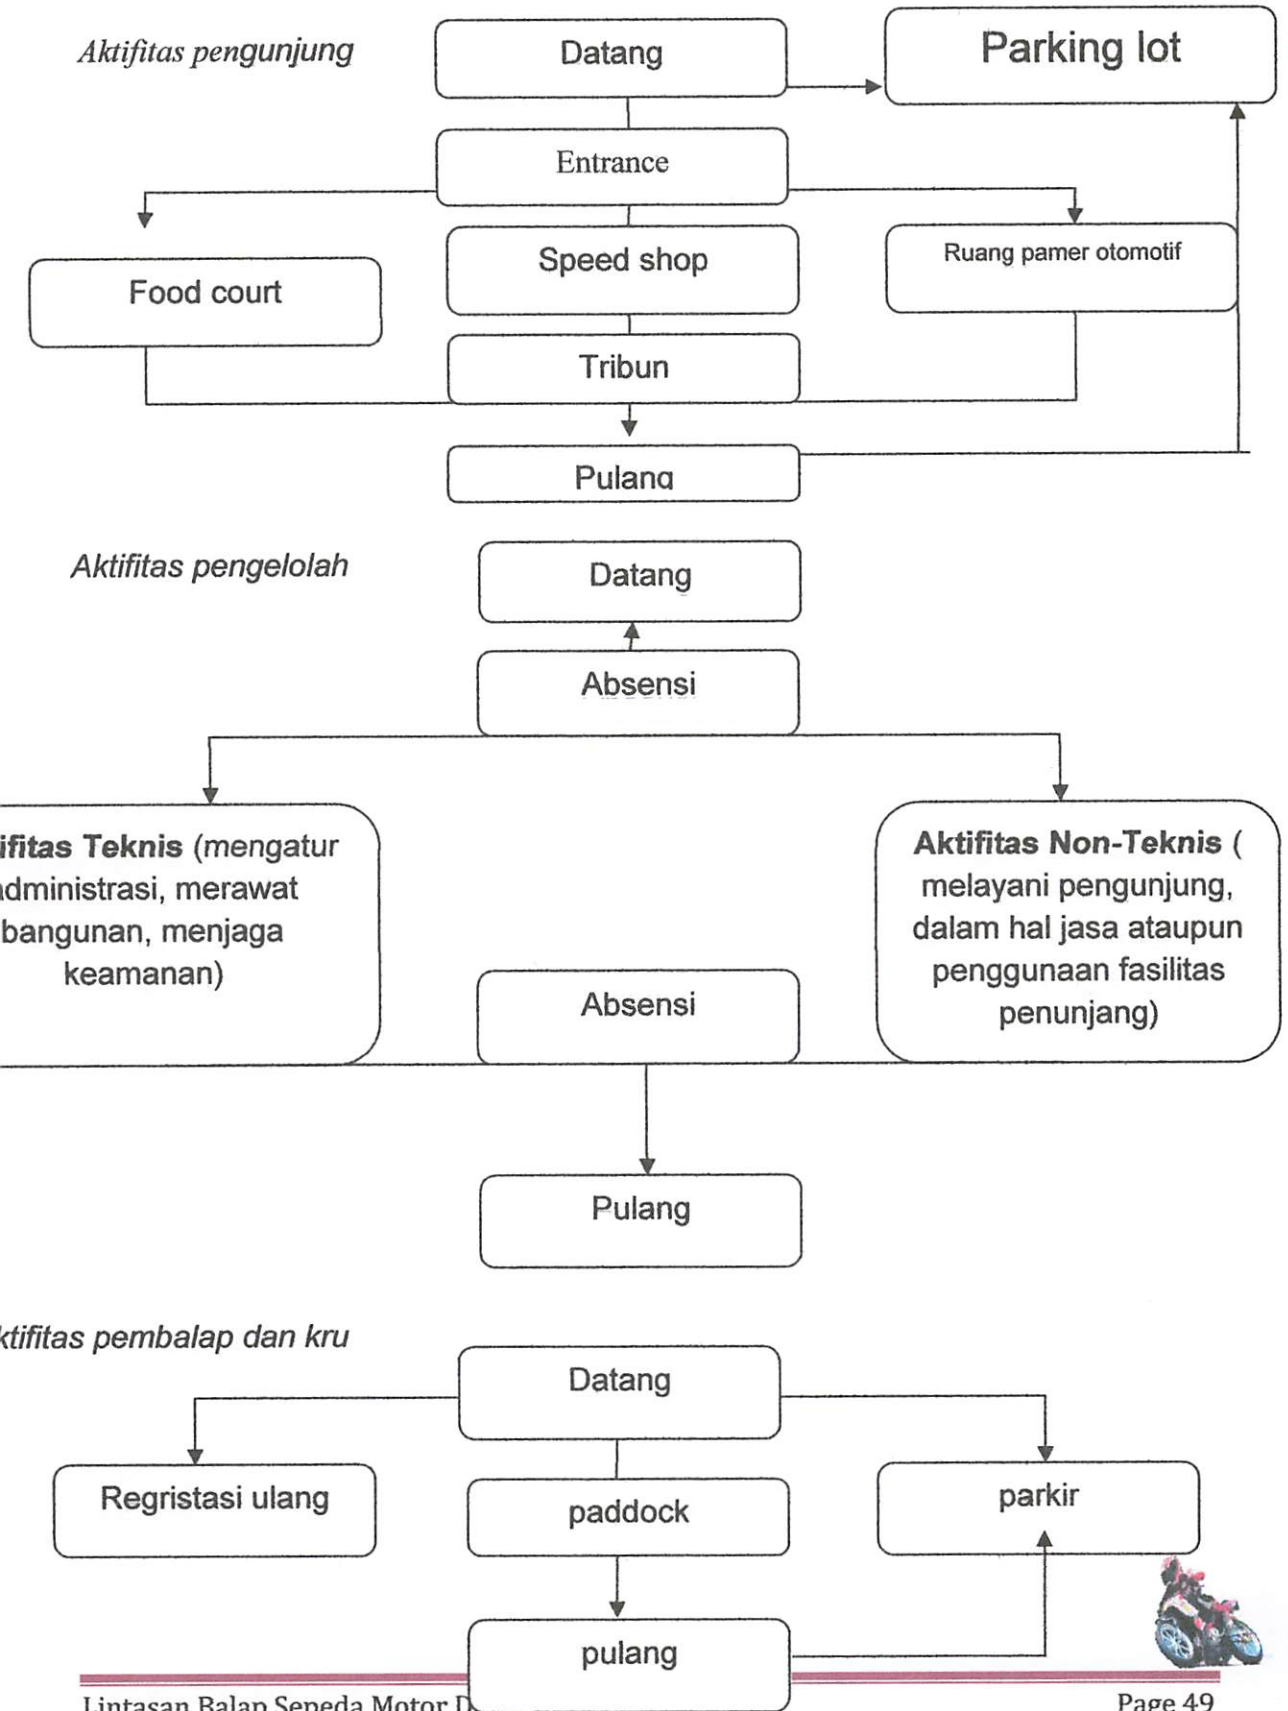 Aktifitas pengunjung
Datang
Parking lot
Entrance
Food court
Speed shop
Ruang pamer otomotif
Tribun
Pulang
Aktifitas pengelolah
Datang
Absensi
ifitas Teknis (mengatur
administrasi, merawat
bangunan, menjaga
keamanan)
Aktifitas Non-Teknis (
melayani pengunjung,
dalam hal jasa ataupun
penggunaan fasilitas
penunjang)
Absensi
Pulang
ktifitas pembalap dan kru
Datang
Regristasi ulang
paddock
parkir
pulang
Lintasan Balap Sepeda Motor D
Page 49